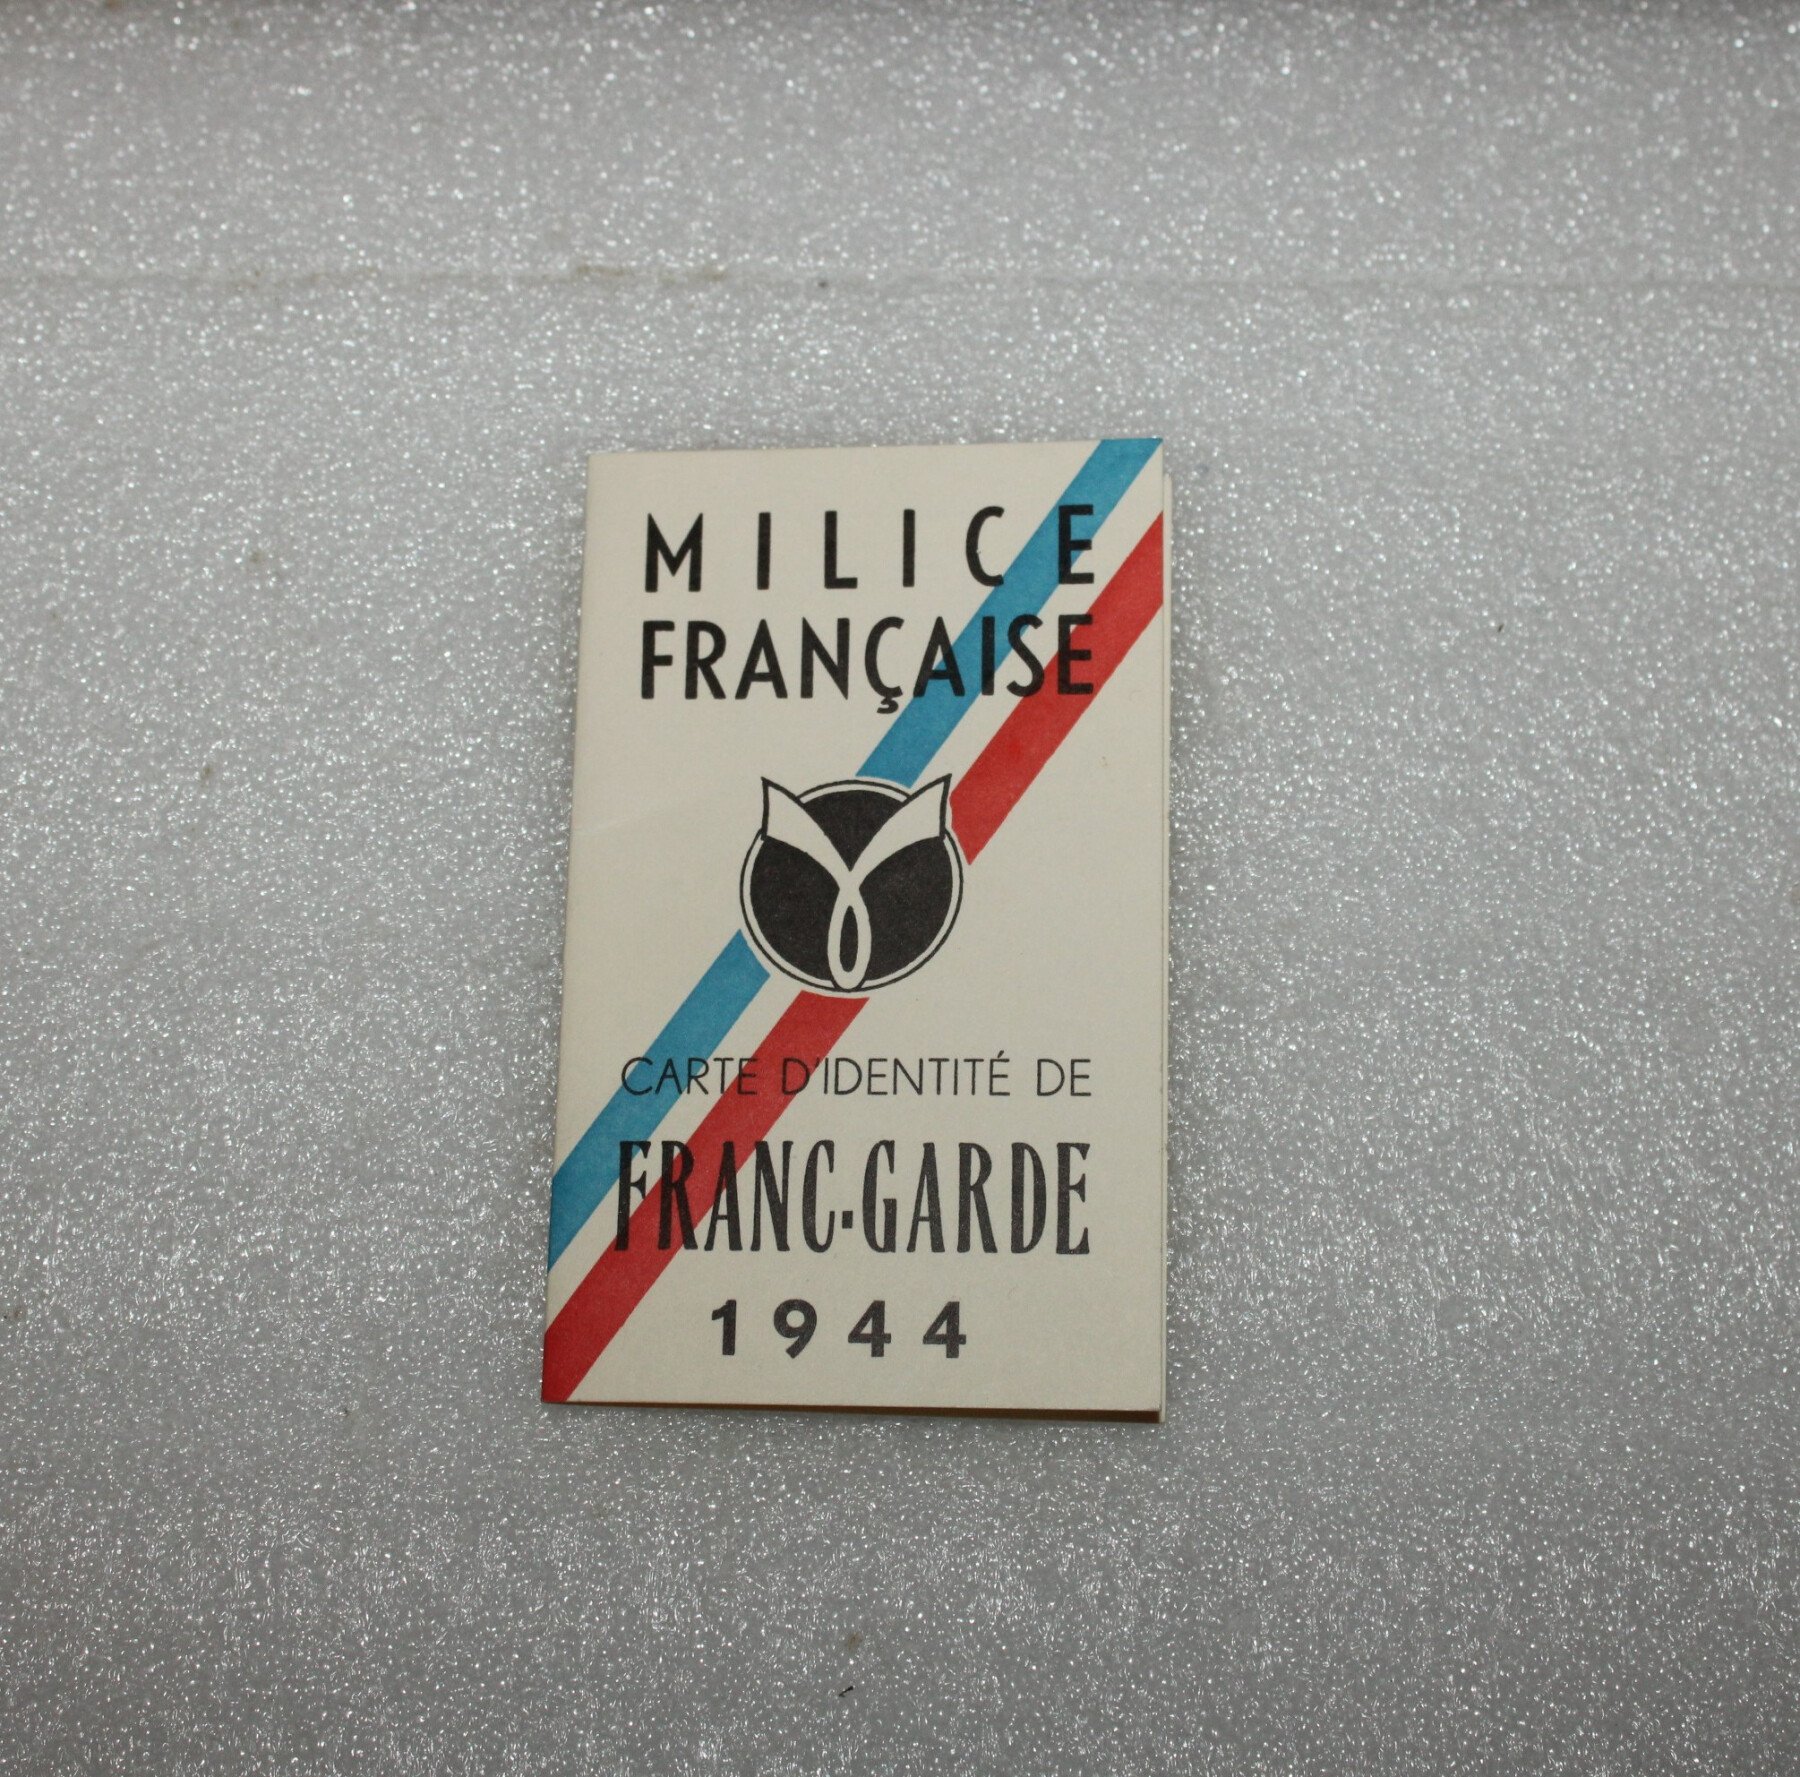 MILICE
FRANÇAISE
CARTE D'IDENTITÉ DE
FRANC-GARDE
1944